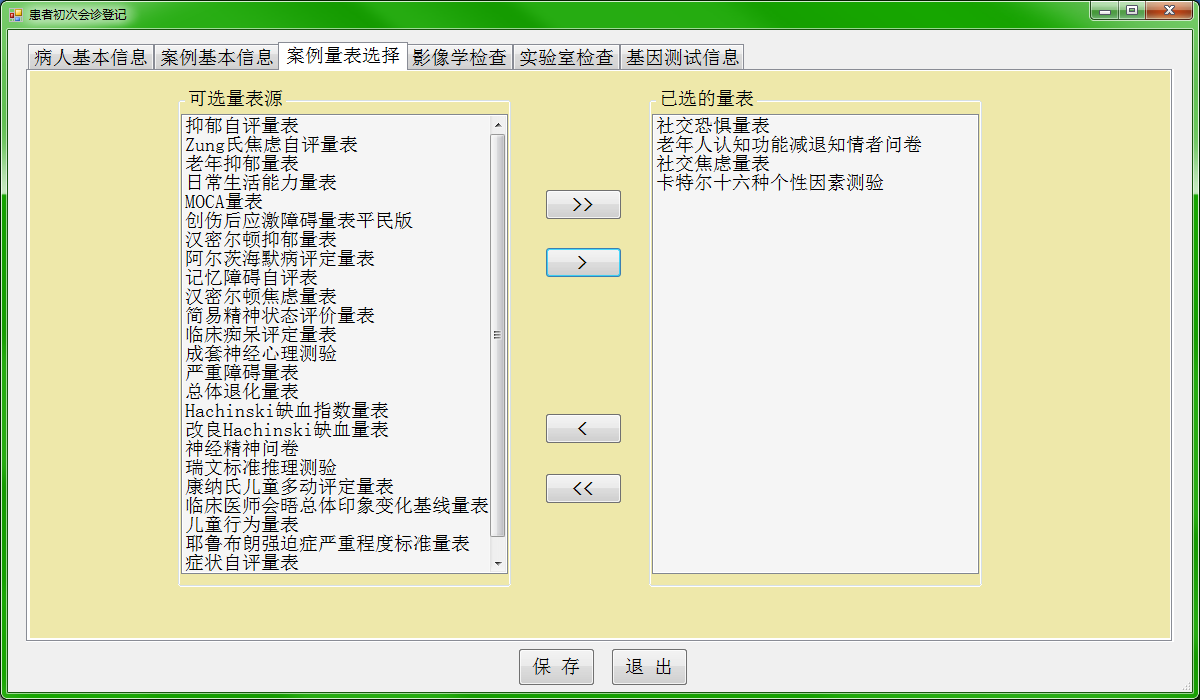 患者初次会诊登记
病人基本信息 案例基本信息 案例量表选择 影像学检查 实验室检查 基因测试信息
可选量表源
抑郁自评量表
Zung氏焦虑自评量表
老年抑郁量表
日常生活能力量表
MOCA量表
创伤后应激障碍量表平民版
汉密尔顿抑郁量表
阿尔茨海默病评定量表
记忆障碍自评表
汉密尔顿焦虑量表
简易精神状态评价量表
临床痴呆评定量表
成套神经心理测验
严重障碍量表
总体退化量表
Hachinski缺血指数量表
改良Hachinski缺血量表
神经精神问卷
瑞文标准推理测验
康纳氏儿童多动评定量表
临床医师会晤总体印象变化基线量表
儿童行为量表
耶鲁布朗强迫症严重程度标准量表
症状自评量表
>>
>
<
<<
已选的量表
社交恐惧量表
老年人认知功能减退知情者问卷
社交焦虑量表
卡特尔十六种个性因素测验
保 存 退 出